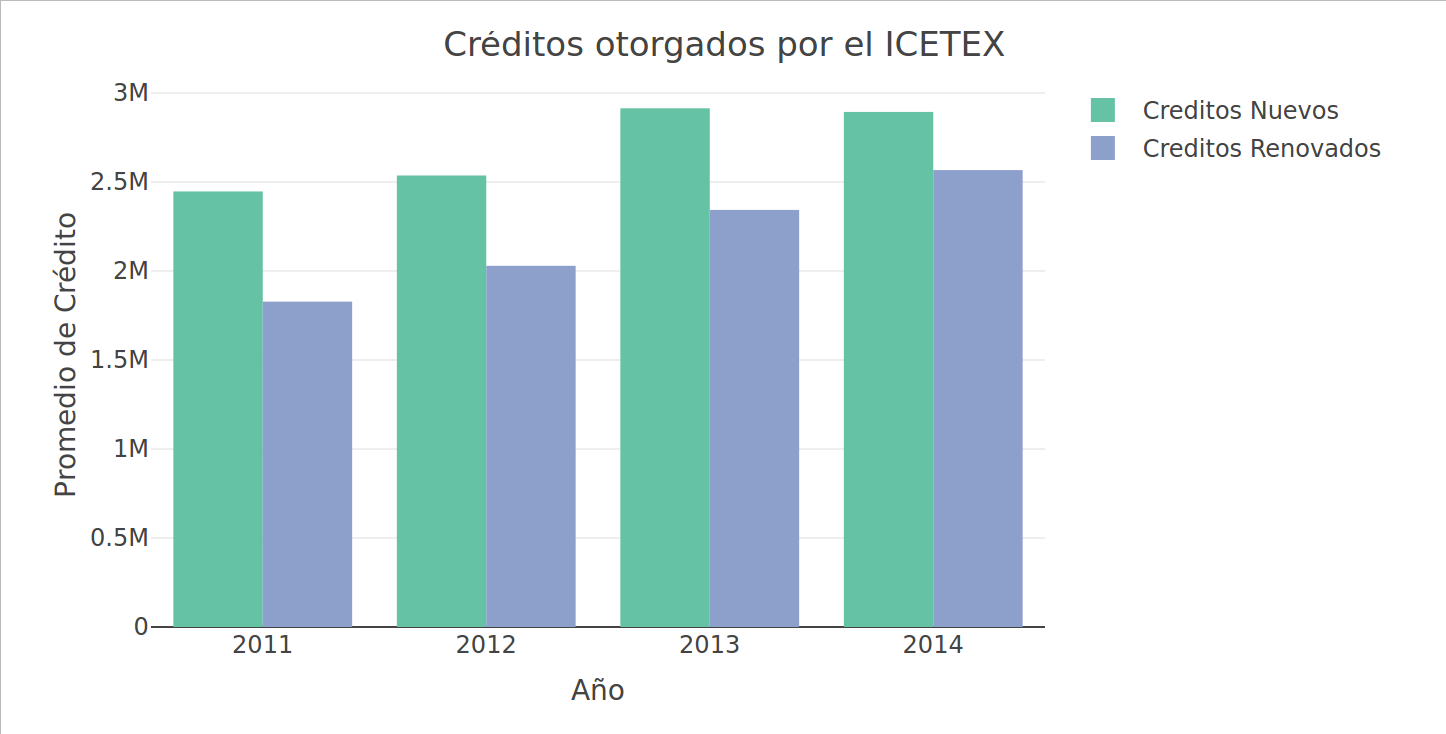 Créditos otorgados por el ICETEX
3M
2.5M
2M
1.5M
1M
0.5M
0
Promedio de Crédito
2011
2012
2013
2014
Año
Creditos Nuevos
Creditos Renovados